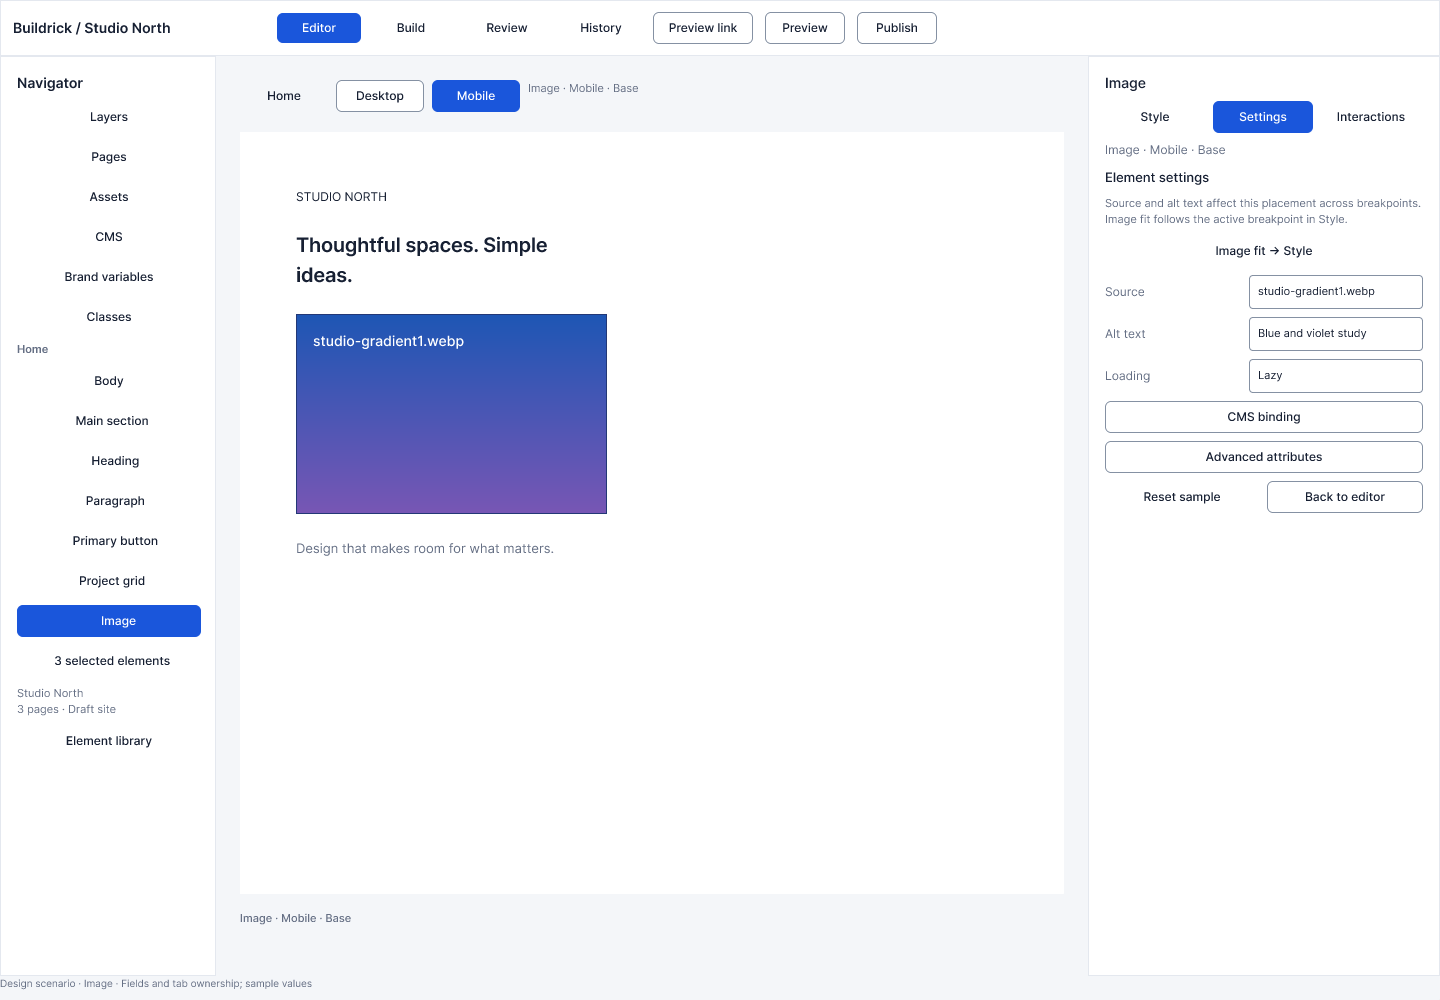 Buildrick / Studio North
Editor
Build
Review
History
Preview link
Preview
Publish
Navigator
Layers
Pages
Assets
CMS
Brand variables
Classes
Home
Body
Main section
Heading
Paragraph
Primary button
Project grid
Image
3 selected elements
Studio North
3 pages · Draft site
Element library
Home
Desktop
Mobile
Image · Mobile · Base
STUDIO NORTH
Thoughtful spaces. Simple
ideas.
studio-gradient1.webp
Design that makes room for what matters.
Image · Mobile · Base
Image
Style
Settings
Interactions
Image · Mobile · Base
Element settings
Source and alt text affect this placement across breakpoints.
Image fit follows the active breakpoint in Style.
Image fit → Style
Source
studio-gradient1.webp
Alt text
Blue and violet study
Loading
Lazy
CMS binding
Advanced attributes
Reset sample
Back to editor
Design scenario · Image · Fields and tab ownership; sample values